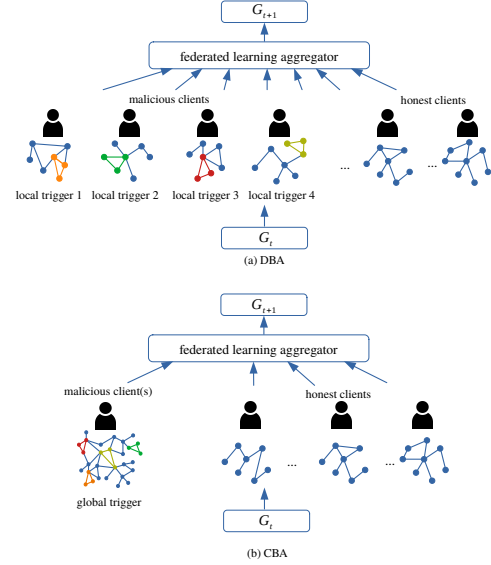 G_{t+1}
federated learning aggregator
malicious clients
honest clients
local trigger 1
local trigger 2
local trigger 3
local trigger 4
...
...
G_t
(a) DBA
G_{t+1}
federated learning aggregator
malicious client(s)
honest clients
...
...
global trigger
G_t
(b) CBA